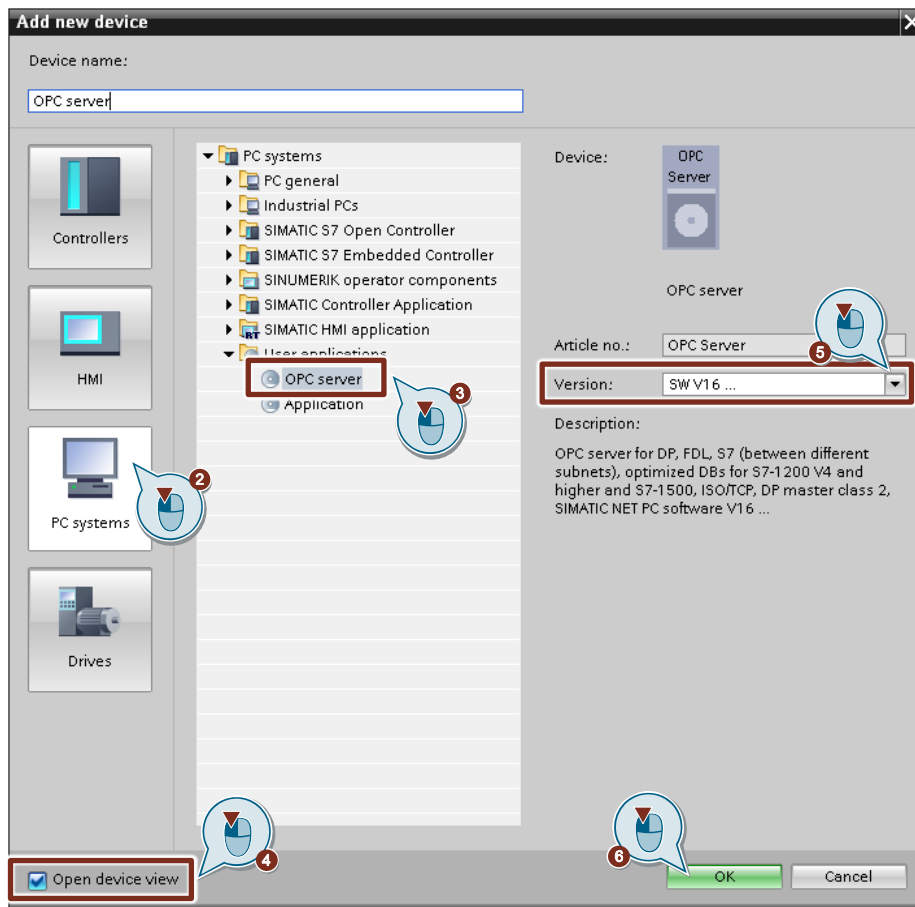 Add new device
Device name:
OPC server
Controllers
HMI
PC systems
Drives
PC systems
PC general
Industrial PCs
SIMATIC S7 Open Controller
SIMATIC S7 Embedded Controller
SINUMERIK operator components
SIMATIC Controller Application
RT SIMATIC HMI application
User applications
OPC server
Application
2
3
Device:
OPC
Server
OPC server
Article no.:
OPC Server
5
Version:
SW V16 ...
Description:
OPC server for DP, FDL, S7 (between different
subnets), optimized DBs for S7-1200 V4 and
higher and S7-1500, ISO/TCP, DP master class 2,
SIMATIC NET PC software V16 ...
4
6
Open device view
OK
Cancel